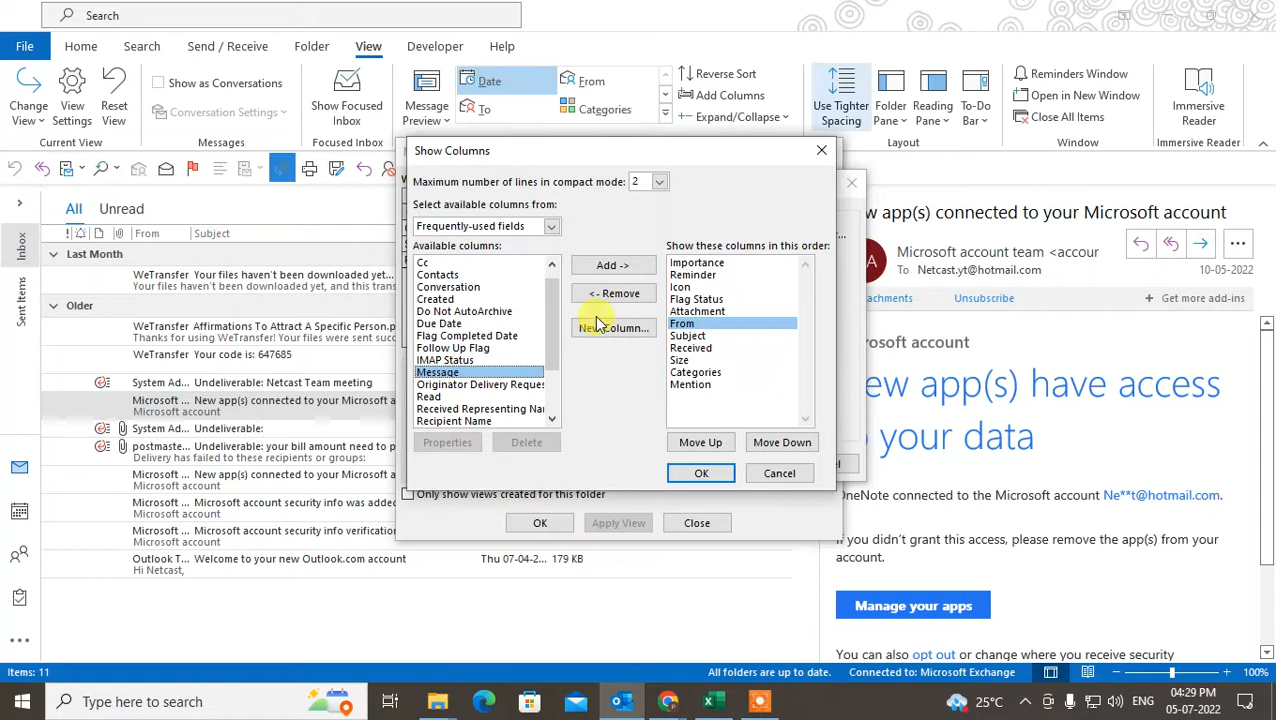 Search
File Home Search Send / Receive Folder View Developer Help
Change View
View Settings
Reset View
Current View
Show as Conversations
Conversation Settings
Messages
Show Focused Inbox
Focused Inbox
Message Preview
Date
From
To
Categories
Reverse Sort
Add Columns
Expand/Collapse
Use Tighter Spacing
Folder Pane
Reading Pane
To-Do Bar
Layout
Reminders Window
Open in New Window
Close All Items
Window
Immersive Reader
Immersive Reader
All Unread
From Subject
Last Month
WeTransfer Your files haven't been downloaded yet...
Your files haven't been downloaded yet, and this trans
Older
WeTransfer Affirmations To Attract A Specific Person.p
Thanks for using WeTransfer! Your files were sent succ
WeTransfer Your code is: 647685
System Ad... Undeliverable: Netcast Team meeting
Microsoft ... New app(s) connected to your Microsoft a
Microsoft account
System Ad... Undeliverable:
postmaste... Undeliverable: your bill amount need to p
Delivery has failed to these recipients or groups:
Microsoft ... New app(s) connected to your Microsoft a
Microsoft account
Microsoft ... Microsoft account security info was added
Microsoft account
Microsoft ... Microsoft account security info verification
Microsoft account
Outlook T... Welcome to your new Outlook.com account Thu 07-04-2... 179 KB
Hi Netcast,
Inbox
Sent Items
Show Columns
Maximum number of lines in compact mode: 2
Select available columns from:
Frequently-used fields
Available columns:
Cc
Contacts
Conversation
Created
Do Not AutoArchive
Due Date
Flag Completed Date
Follow Up Flag
IMAP Status
Message
Originator Delivery Reques
Read
Received Representing Na
Recipient Name
Add ->
<- Remove
New Column...
Show these columns in this order:
Importance
Reminder
Icon
Flag Status
Attachment
From
Subject
Received
Size
Categories
Mention
Properties Delete Move Up Move Down
OK Cancel
Only show views created for this folder
OK Apply View Close
ew app(s) connected to your Microsoft account
Microsoft account team <accour
To Netcast.yt@hotmail.com
10-05-2022
achments Unsubscribe + Get more add-ins
crosoft account
ew app(s) have access
your data
OneNote connected to the Microsoft account Ne**t@hotmail.com.
If you didn't grant this access, please remove the app(s) from your
account.
Manage your apps
You can also opt out or change where you receive security
Items: 11 All folders are up to date. Connected to: Microsoft Exchange 100%
Type here to search 25°C ENG 04:29 PM
05-07-2022